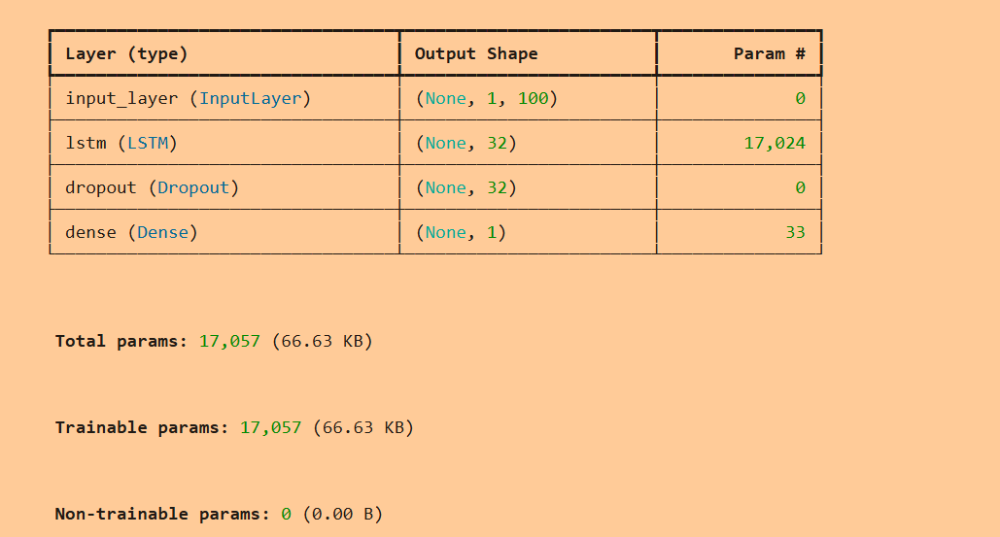 Layer (type) Output Shape Param #
input_layer (InputLayer) (None, 1, 100) 0
lstm (LSTM) (None, 32) 17,024
dropout (Dropout) (None, 32) 0
dense (Dense) (None, 1) 33
Total params: 17,057 (66.63 KB)
Trainable params: 17,057 (66.63 KB)
Non-trainable params: 0 (0.00 B)